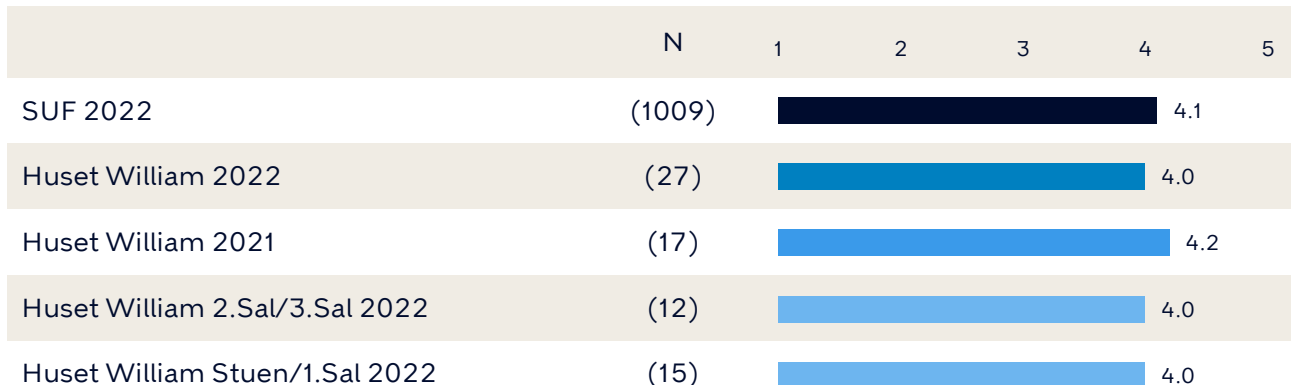 N 1 2 3 4 5
SUF 2022 (1009) 4.1
Huset William 2022 (27) 4.0
Huset William 2021 (17) 4.2
Huset William 2.Sal/3.Sal 2022 (12) 4.0
Huset William Stuen/1.Sal 2022 (15) 4.0